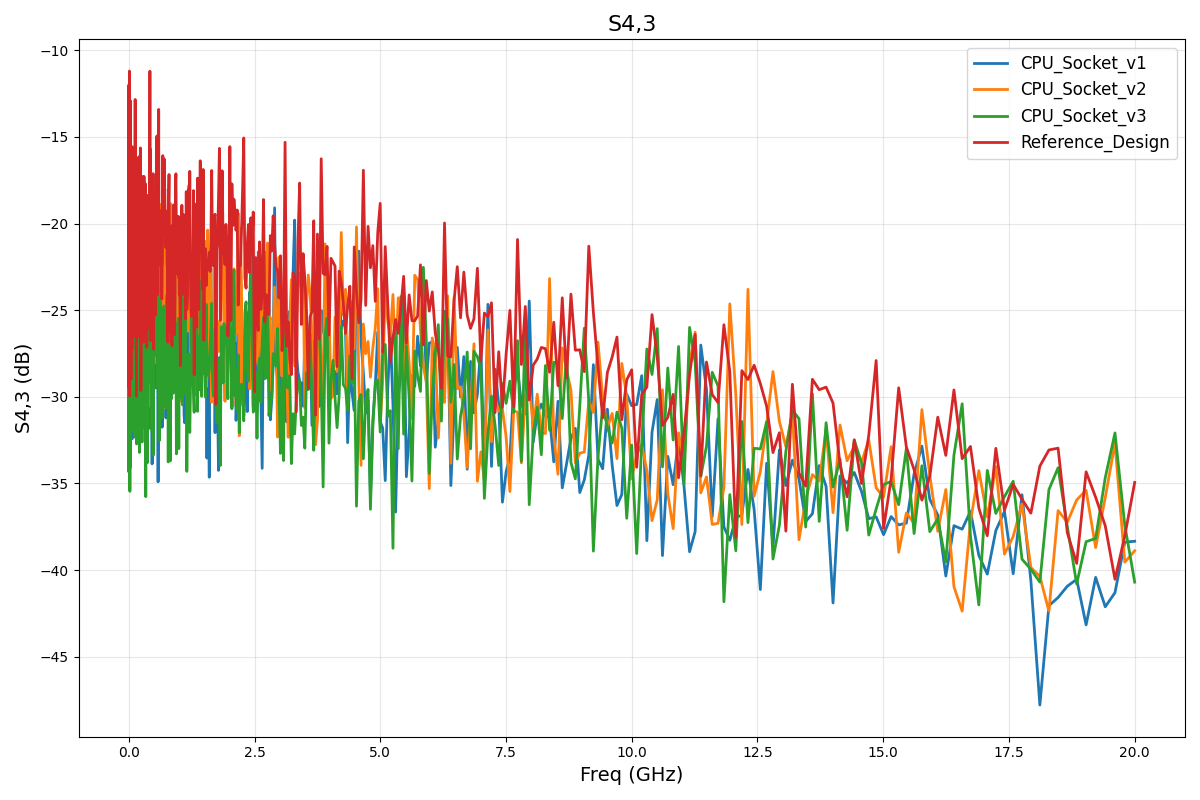 S4,3
CPU_Socket_v1
CPU_Socket_v2
CPU_Socket_v3
Reference_Design
−10
−15
−20
−25
−30
−35
−40
−45
S4,3 (dB)
0.0 2.5 5.0 7.5 10.0 12.5 15.0 17.5 20.0
Freq (GHz)